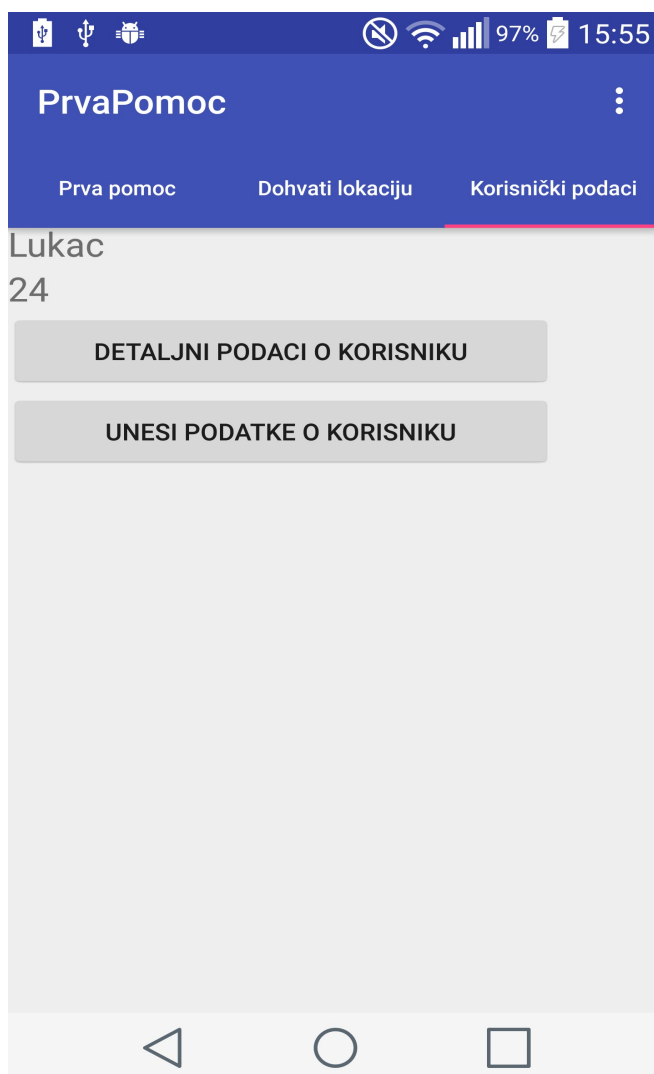 97% 15:55
PrvaPomoc
Prva pomoc Dohvati lokaciju Korisnički podaci
Lukac
24
DETALJNI PODACI O KORISNIKU
UNESI PODATKE O KORISNIKU